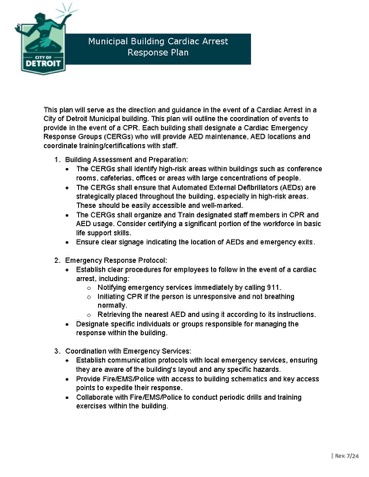 CITY OF
DETROIT
Municipal Building Cardiac Arrest
Response Plan
This plan will serve as the direction and guidance in the event of a Cardiac Arrest in a
City of Detroit Municipal building. This plan will outline the coordination of events to
provide in the event of a CPR. Each building shall designate a Cardiac Emergency
Response Groups (CERGs) who will provide AED maintenance, AED locations and
coordinate training/certifications with staff.
1. Building Assessment and Preparation:
• The CERGs shall identify high-risk areas within buildings such as conference
rooms, cafeterias, offices or areas with large concentrations of people.
• The CERGs shall ensure that Automated External Defibrillators (AEDs) are
strategically placed throughout the building, especially in high-risk areas.
These should be easily accessible and well-marked.
• The CERGs shall organize and Train designated staff members in CPR and
AED usage. Consider certifying a significant portion of the workforce in basic
life support skills.
• Ensure clear signage indicating the location of AEDs and emergency exits.
2. Emergency Response Protocol:
• Establish clear procedures for employees to follow in the event of a cardiac
arrest, including:
o Notifying emergency services immediately by calling 911.
o Initiating CPR if the person is unresponsive and not breathing
normally.
o Retrieving the nearest AED and using it according to its instructions.
• Designate specific individuals or groups responsible for managing the
response within the building.
3. Coordination with Emergency Services:
• Establish communication protocols with local emergency services, ensuring
they are aware of the building's layout and any specific hazards.
• Provide Fire/EMS/Police with access to building schematics and key access
points to expedite their response.
• Collaborate with Fire/EMS/Police to conduct periodic drills and training
exercises within the building.
| Rev. 7/24